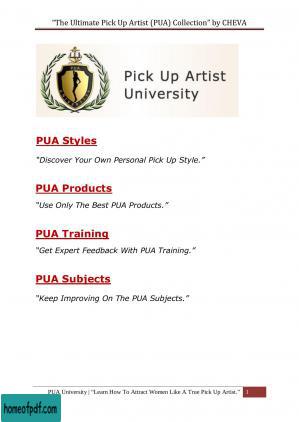 "The Ultimate Pick Up Artist (PUA) Collection" by CHEVA
PUA
Pick Up Artist
University
PUA Styles
"Discover Your Own Personal Pick Up Style."
PUA Products
"Use Only The Best PUA Products."
PUA Training
"Get Expert Feedback With PUA Training."
PUA Subjects
"Keep Improving On The PUA Subjects."
PUA University | "Learn How To Attract Women Like A True Pick Up Artist." 1
homeofpdf.com